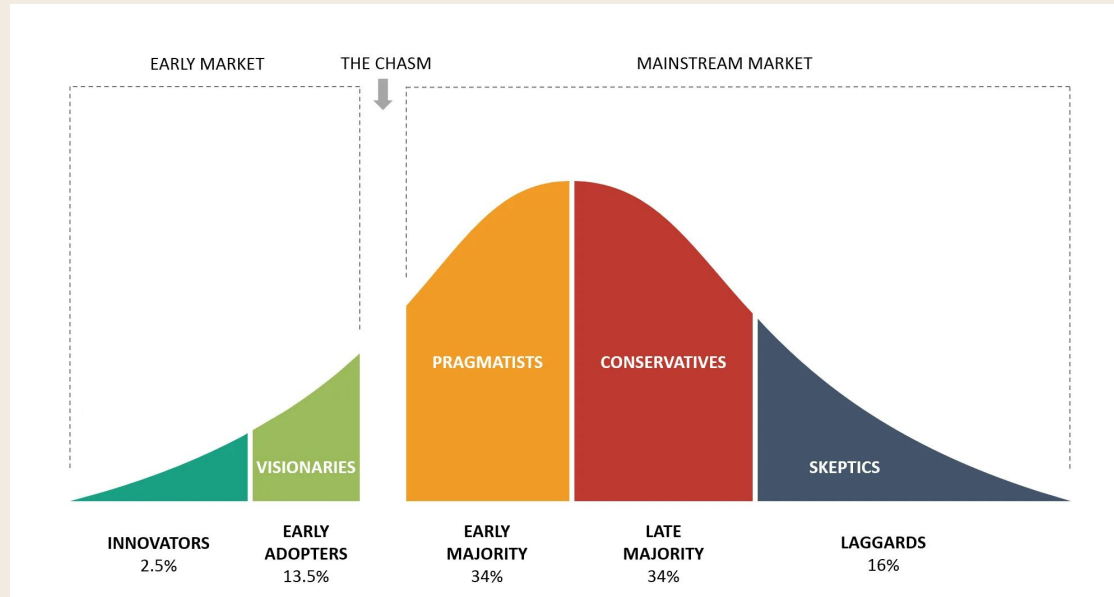 EARLY MARKET
THE CHASM
MAINSTREAM MARKET
PRAGMATISTS
CONSERVATIVES
VISIONARIES
SKEPTICS
INNOVATORS
2.5%
EARLY
ADOPTERS
13.5%
EARLY
MAJORITY
34%
LATE
MAJORITY
34%
LAGGARDS
16%